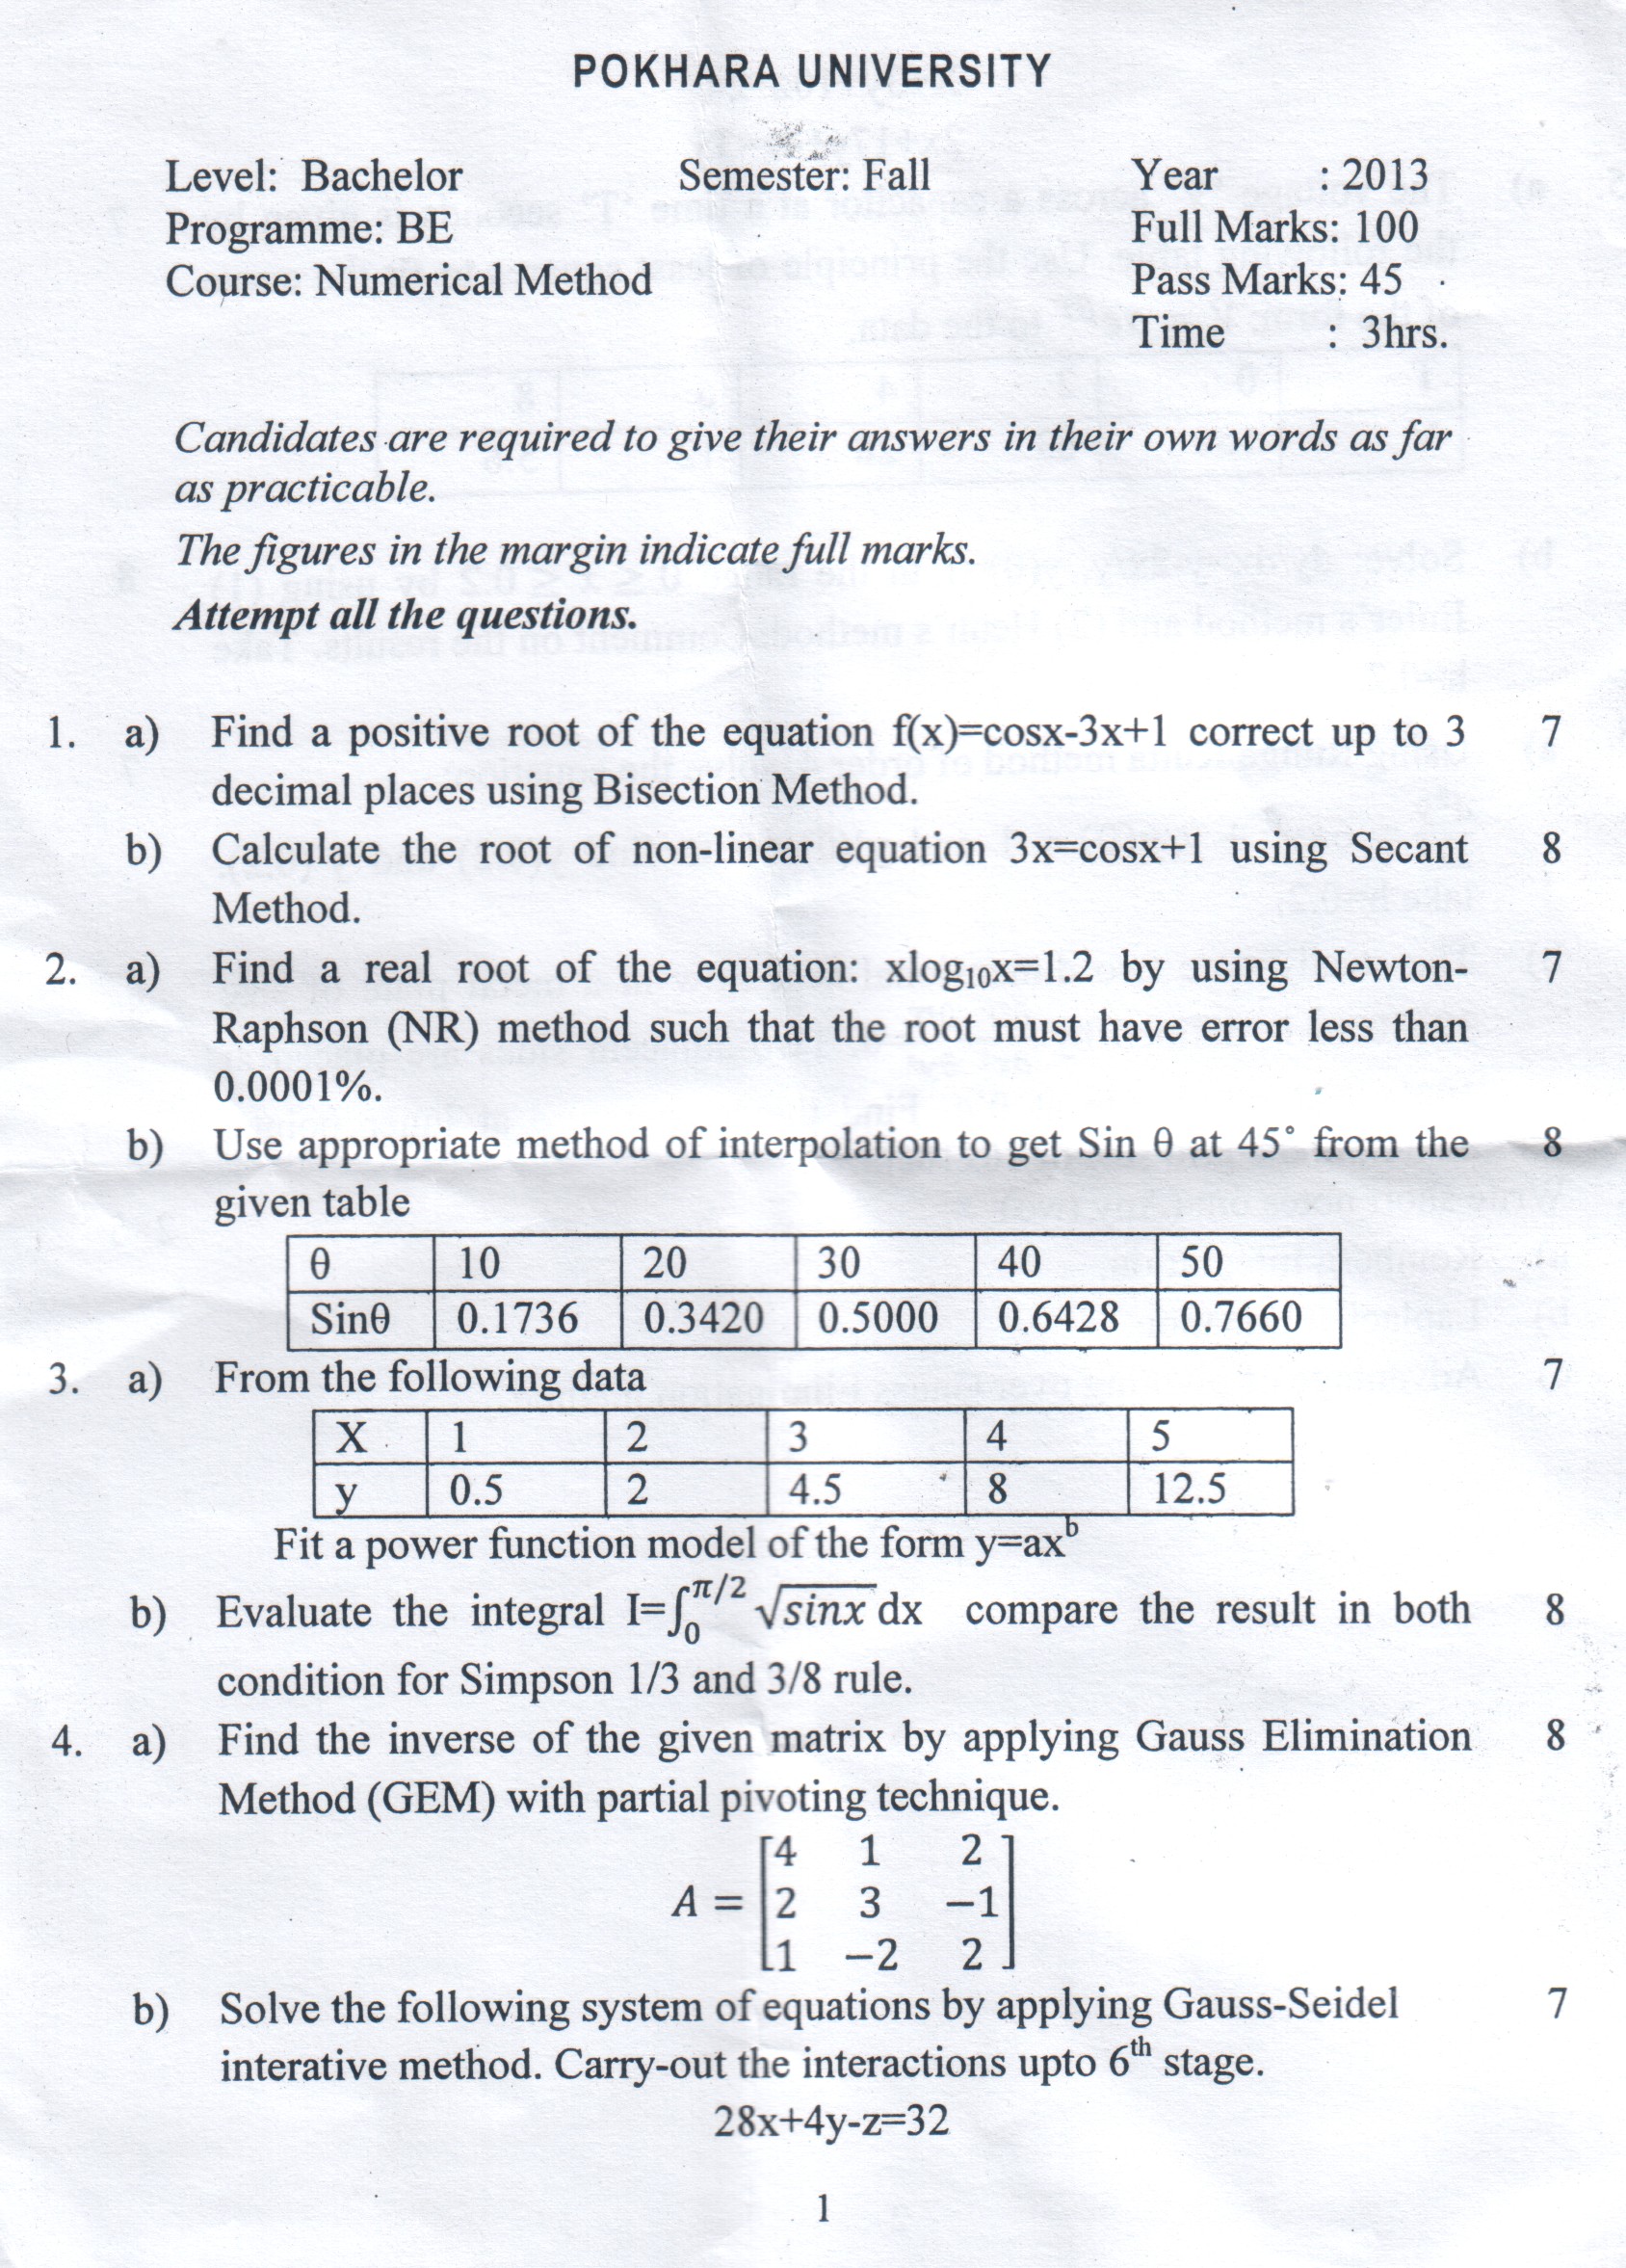 POKHARA UNIVERSITY
Level: Bachelor Semester: Fall Year : 2013
Programme: BE Full Marks: 100
Course: Numerical Method Pass Marks: 45
Time : 3hrs.
Candidates are required to give their answers in their own words as far
as practicable.
The figures in the margin indicate full marks.
Attempt all the questions.
1. a) Find a positive root of the equation f(x)=cosx-3x+1 correct up to 3 7
decimal places using Bisection Method.
b) Calculate the root of non-linear equation 3x=cosx+1 using Secant 8
Method.
2. a) Find a real root of the equation: xlog₁₀x=1.2 by using Newton- 7
Raphson (NR) method such that the root must have error less than
0.0001%.
b) Use appropriate method of interpolation to get Sin θ at 45° from the 8
given table
θ 10 20 30 40 50
Sinθ 0.1736 0.3420 0.5000 0.6428 0.7660
3. a) From the following data 7
X 1 2 3 4 5
y 0.5 2 4.5 8 12.5
Fit a power function model of the form y=axᵇ
b) Evaluate the integral I=∫₀^π/2 √sinx dx compare the result in both 8
condition for Simpson 1/3 and 3/8 rule.
4. a) Find the inverse of the given matrix by applying Gauss Elimination 8
Method (GEM) with partial pivoting technique.
4 1 2
A = 2 3 −1
1 −2 2
b) Solve the following system of equations by applying Gauss-Seidel 7
interative method. Carry-out the interactions upto 6th stage.
28x+4y-z=32
1